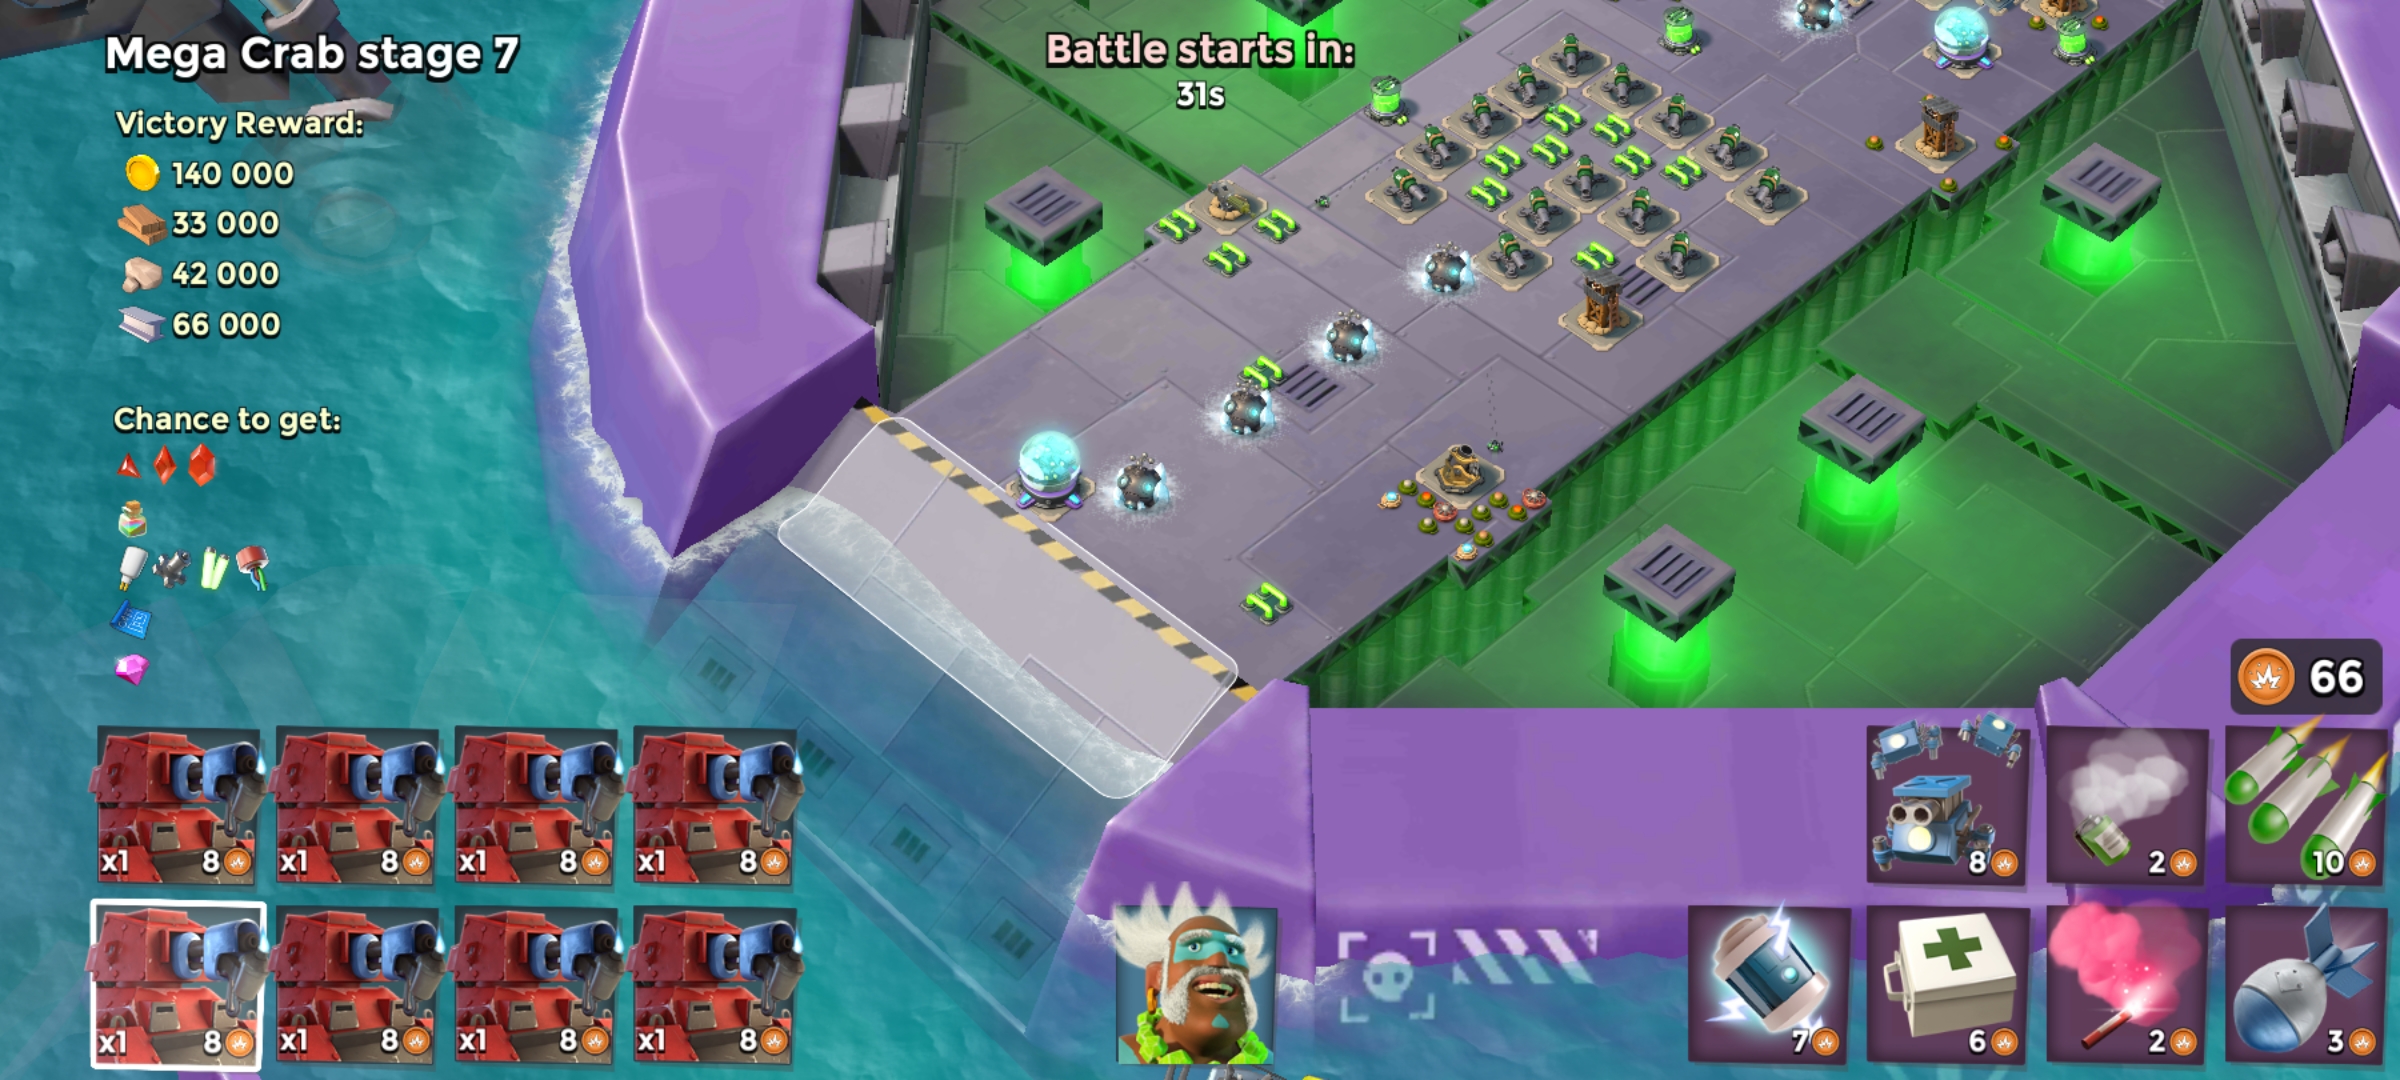 Mega Crab stage 7
Battle starts in:
31s
Victory Reward:
140 000
33 000
42 000
66 000
Chance to get:
66
x1 8
x1 8
x1 8
x1 8
8
2
10
x1 8
x1 8
x1 8
x1 8
7
6
2
3